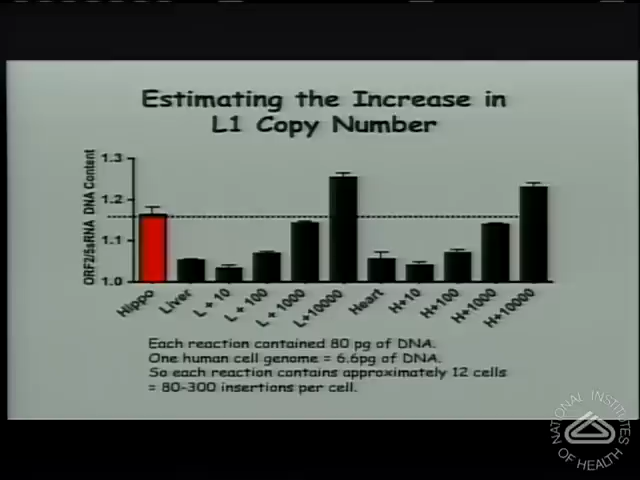 Estimating the Increase in
L1 Copy Number
ORF2/5sRNA DNA Content
1.3
1.2
1.1
1.0
Hippo
Liver
L + 10
L + 100
L + 1000
L+10000
Heart
H+10
H+100
H+1000
H+10000
Each reaction contained 80 pg of DNA.
One human cell genome = 6.6pg of DNA.
So each reaction contains approximately 12 cells
= 80-300 insertions per cell.
NATIONAL INSTITUTES
OF HEALTH